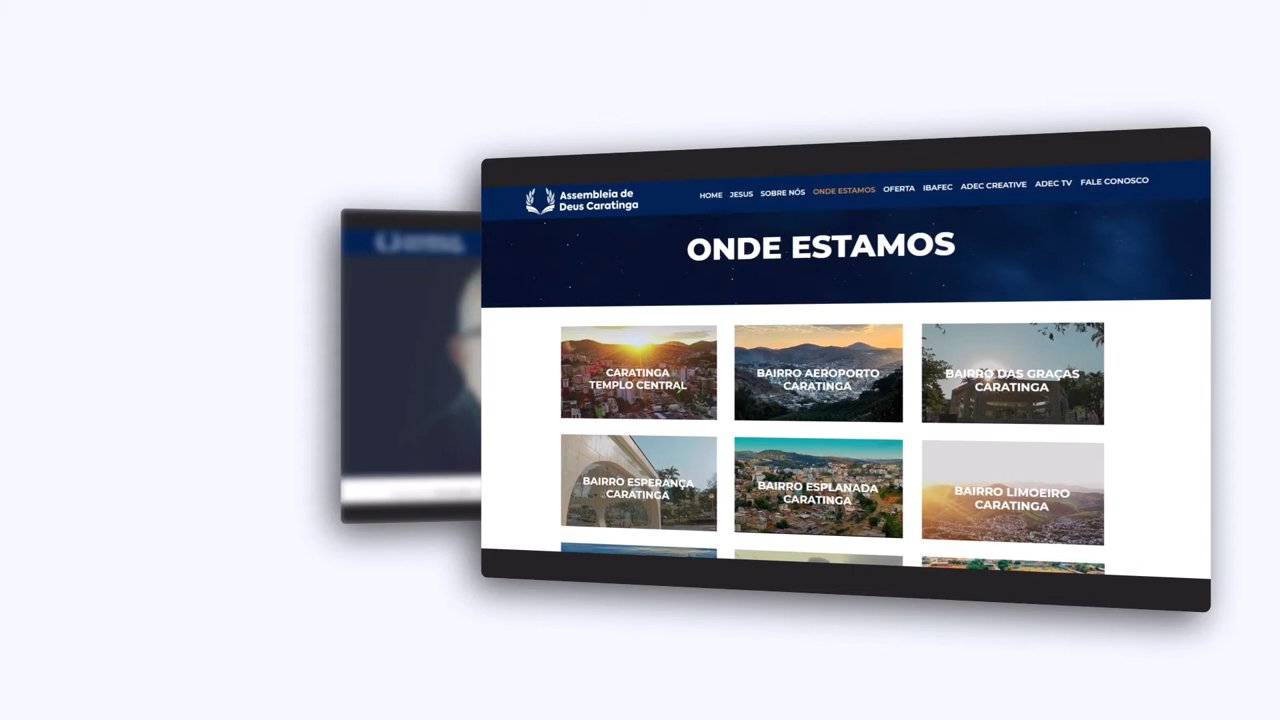 Assembleia de
Deus Caratinga
HOME JESUS SOBRE NÓS ONDE ESTAMOS OFERTA IBAFEC ADEC CREATIVE ADEC TV FALE CONOSCO
ONDE ESTAMOS
CARATINGA
TEMPLO CENTRAL
BAIRRO AEROPORTO
CARATINGA
BAIRRO DAS GRAÇAS
CARATINGA
BAIRRO ESPERANÇA
CARATINGA
BAIRRO ESPLANADA
CARATINGA
BAIRRO LIMOEIRO
CARATINGA